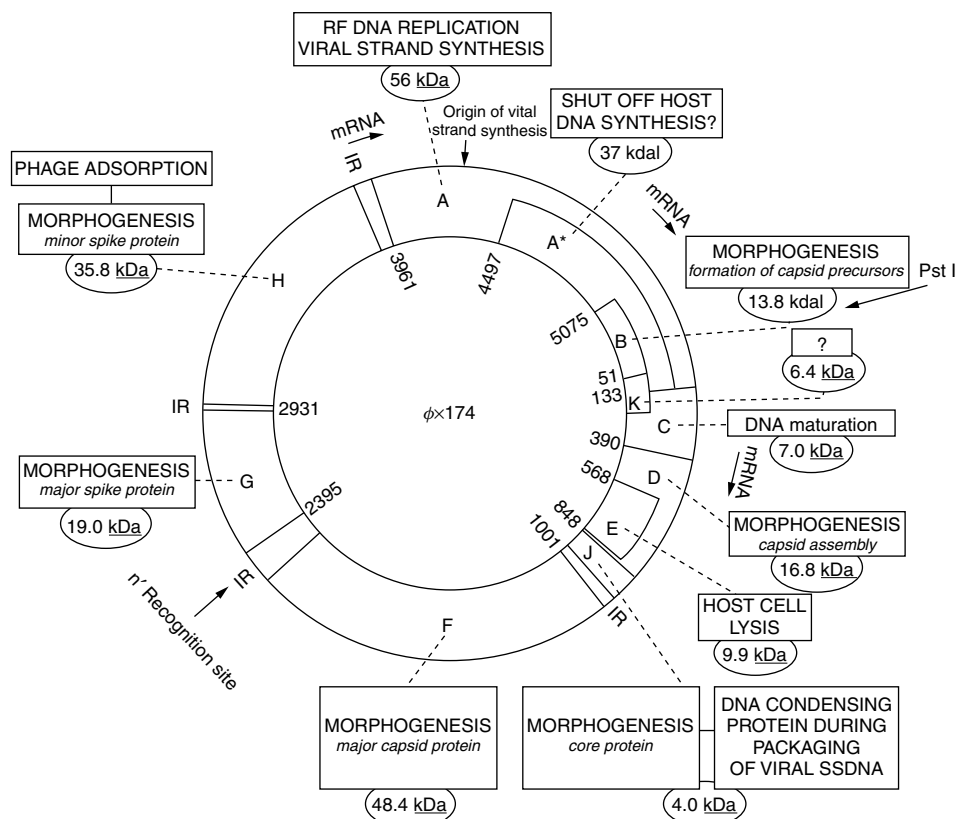 RF DNA REPLICATION
VIRAL STRAND SYNTHESIS
56 kDa
mRNA
IR
Origin of vital
strand synthesis
SHUT OFF HOST
DNA SYNTHESIS?
37 kdal
mRNA
PHAGE ADSORPTION
MORPHOGENESIS
minor spike protein
35.8 kDa
MORPHOGENESIS
formation of capsid precursors
13.8 kdal
Pst I
?
6.4 kDa
A
A*
H
B
K
C
D
E
J
F
G
3961
4497
5075
51
133
390
568
848
1001
2395
2931
φ×174
IR
DNA maturation
7.0 kDa
mRNA
MORPHOGENESIS
major spike protein
19.0 kDa
MORPHOGENESIS
capsid assembly
16.8 kDa
IR
n′ Recognition site
IR
HOST CELL
LYSIS
9.9 kDa
MORPHOGENESIS
major capsid protein
48.4 kDa
MORPHOGENESIS
core protein
DNA CONDENSING
PROTEIN DURING
PACKAGING
OF VIRAL SSDNA
4.0 kDa